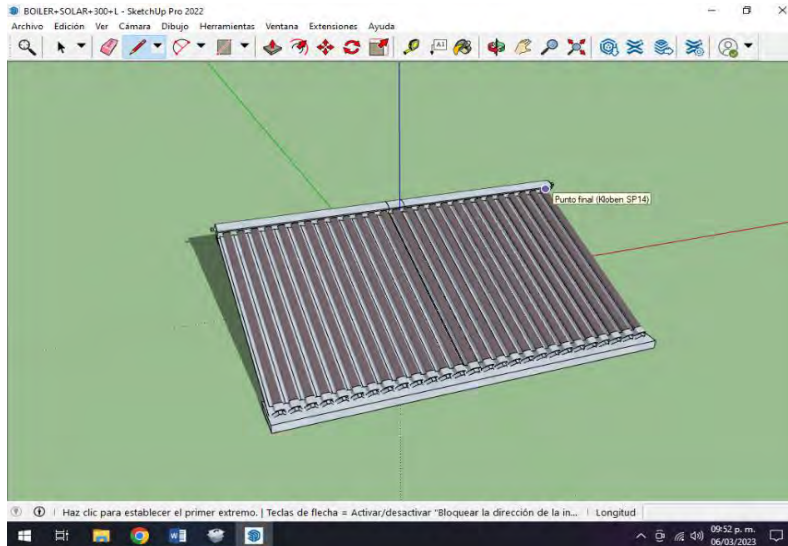 BOILER+SOLAR+300+L - SketchUp Pro 2022
Archivo Edición Ver Cámara Dibujo Herramientas Ventana Extensiones Ayuda
A1
Punto final (Kloben SP14)
Haz clic para establecer el primer extremo. | Teclas de flecha = Activar/desactivar "Bloquear la dirección de la in... Longitud
09:52 p. m.
06/03/2023